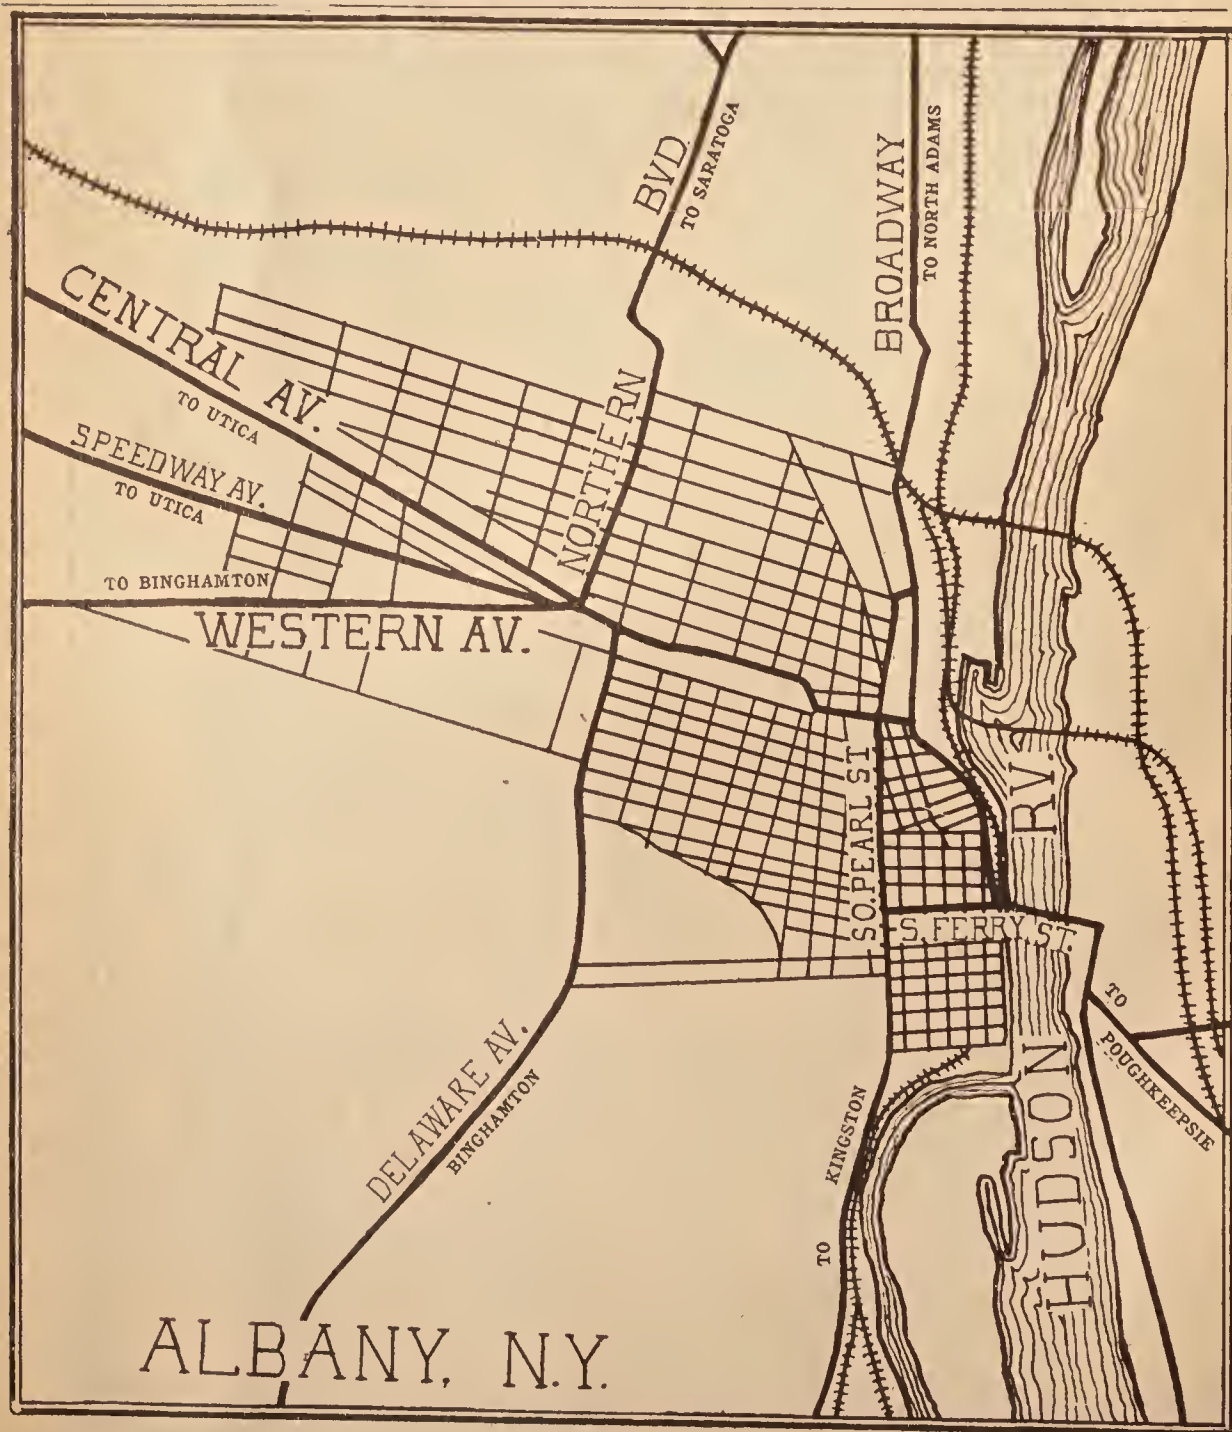 BVD.
TO SARATOGA
BROADWAY
TO NORTH ADAMS
CENTRAL AV.
TO UTICA
NORTHERN
SPEEDWAY AV.
TO UTICA
TO BINGHAMTON
WESTERN AV.
SO. PEARL ST.
RV.
S. FERRY ST.
TO
POUGHKEEPSIE
DELAWARE AV.
BINGHAMTON
TO
KINGSTON
HUDSON
ALBANY, N.Y.